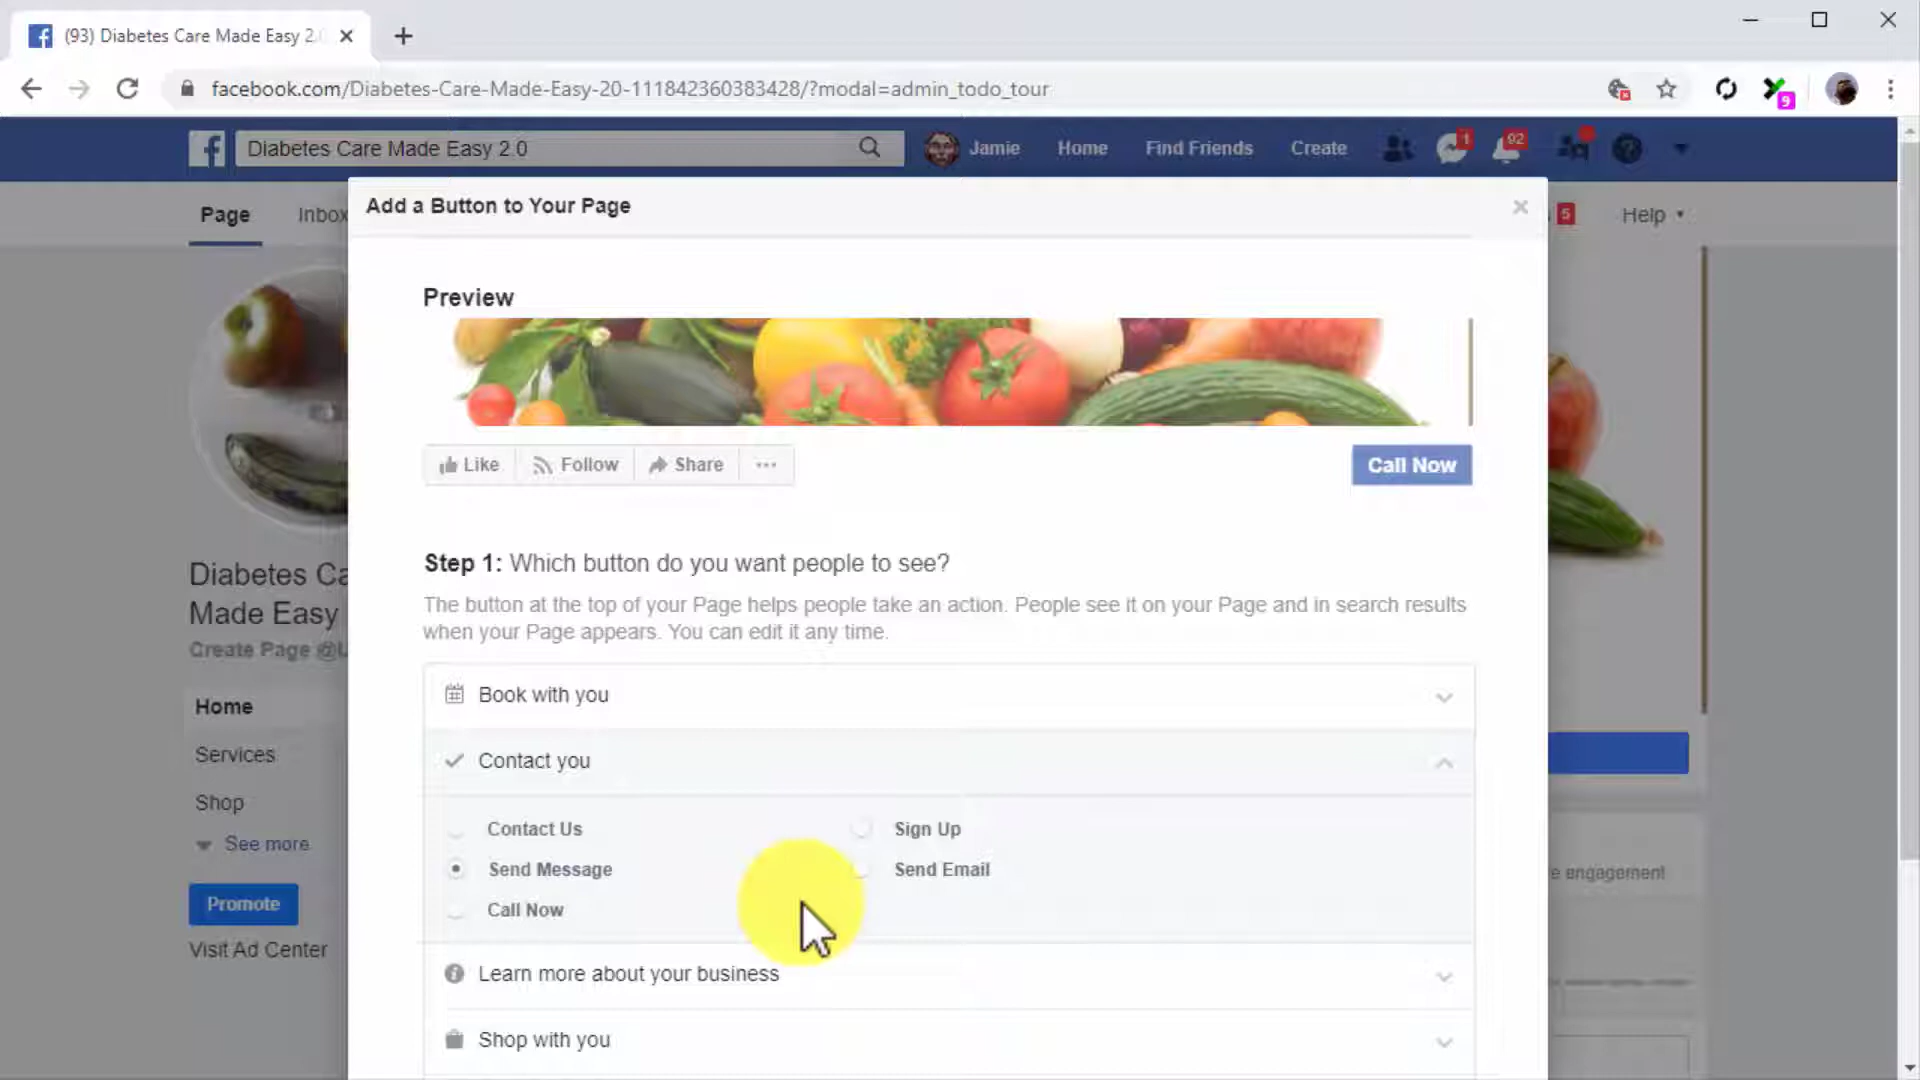 (93) Diabetes Care Made Easy 2.
facebook.com/Diabetes-Care-Made-Easy-20-111842360383428/?modal=admin_todo_tour
9
Diabetes Care Made Easy 2.0
Jamie
Home
Find Friends
Create
1
92
Page
Inbox
5
Help
Add a Button to Your Page
Preview
Like
Follow
Share
Call Now
Step 1: Which button do you want people to see?
The button at the top of your Page helps people take an action. People see it on your Page and in search results
when your Page appears. You can edit it any time.
Diabetes Ca
Made Easy
Create Page @U
Home
Services
Shop
See more
Promote
Visit Ad Center
Book with you
Contact you
Contact Us
Sign Up
Send Message
Send Email
Call Now
Learn more about your business
Shop with you
engagement